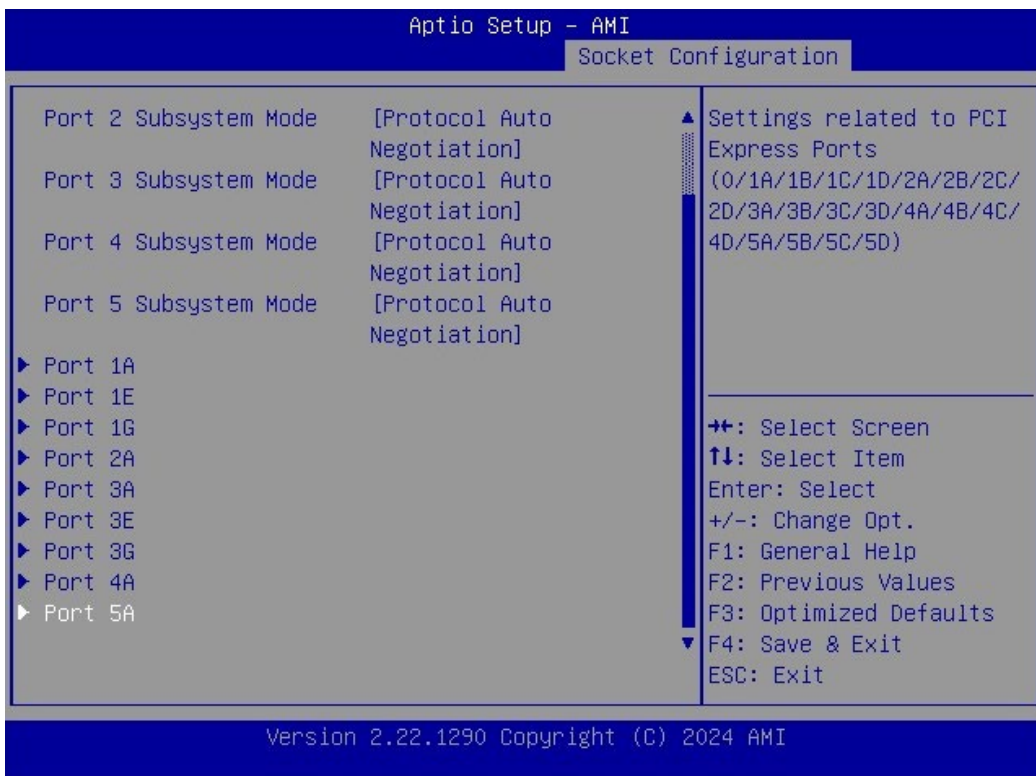 Aptio Setup – AMI
Socket Configuration
Port 2 Subsystem Mode [Protocol Auto
Negotiation]
Port 3 Subsystem Mode [Protocol Auto
Negotiation]
Port 4 Subsystem Mode [Protocol Auto
Negotiation]
Port 5 Subsystem Mode [Protocol Auto
Negotiation]
Port 1A
Port 1E
Port 1G
Port 2A
Port 3A
Port 3E
Port 3G
Port 4A
Port 5A
Settings related to PCI
Express Ports
(0/1A/1B/1C/1D/2A/2B/2C/
2D/3A/3B/3C/3D/4A/4B/4C/
4D/5A/5B/5C/5D)
→←: Select Screen
↑↓: Select Item
Enter: Select
+/-: Change Opt.
F1: General Help
F2: Previous Values
F3: Optimized Defaults
F4: Save & Exit
ESC: Exit
Version 2.22.1290 Copyright (C) 2024 AMI